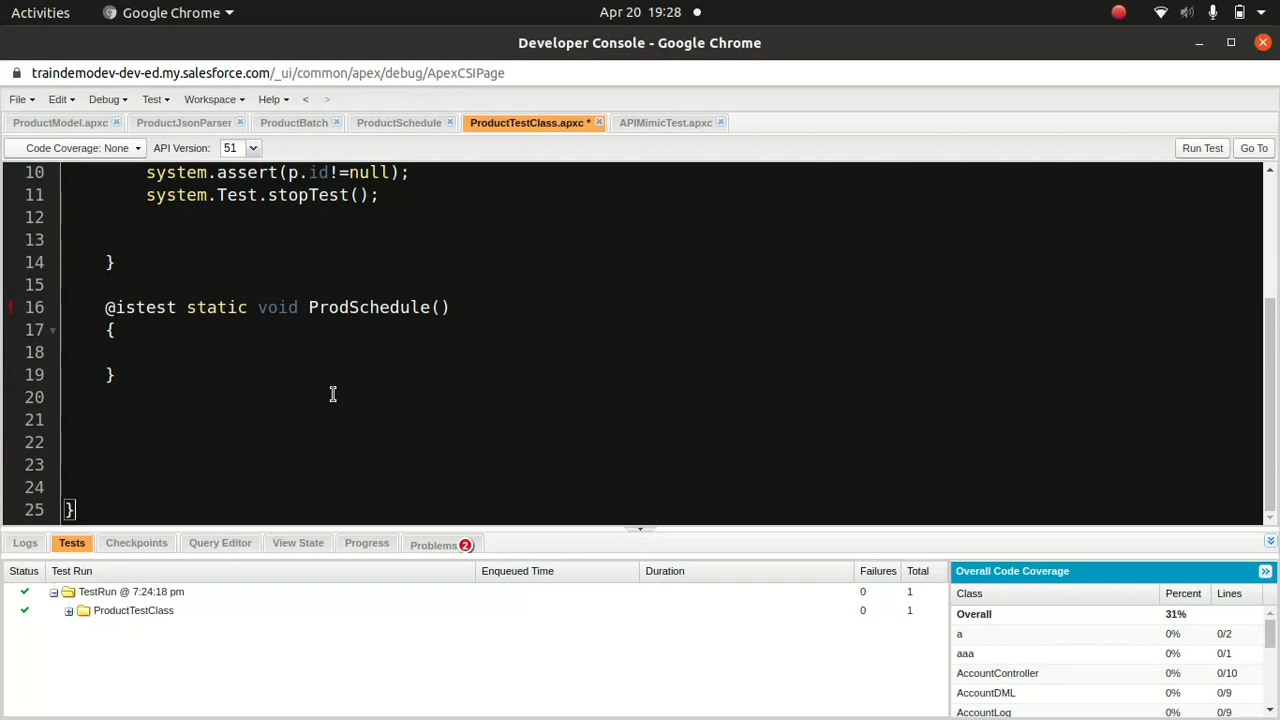 Activities Google Chrome Apr 20 19:28
Developer Console - Google Chrome
traindemodev-dev-ed.my.salesforce.com/_ui/common/apex/debug/ApexCSIPage
File Edit Debug Test Workspace Help < >
ProductModel.apxc ProductJsonParser ProductBatch ProductSchedule ProductTestClass.apxc * APIMimicTest.apxc
Code Coverage: None API Version: 51 Run Test Go To
10 system.assert(p.id!=null);
11 system.Test.stopTest();
12
13
14 }
15
16 @istest static void ProdSchedule()
17 {
18
19 }
20
21
22
23
24
25 }
Logs Tests Checkpoints Query Editor View State Progress Problems 2
Status Test Run Enqueued Time Duration Failures Total
TestRun @ 7:24:18 pm 0 1
ProductTestClass 0 1
Overall Code Coverage
Class Percent Lines
Overall 31%
a 0% 0/2
aaa 0% 0/1
AccountController 0% 0/10
AccountDML 0% 0/9
AccountLog 0% 0/9